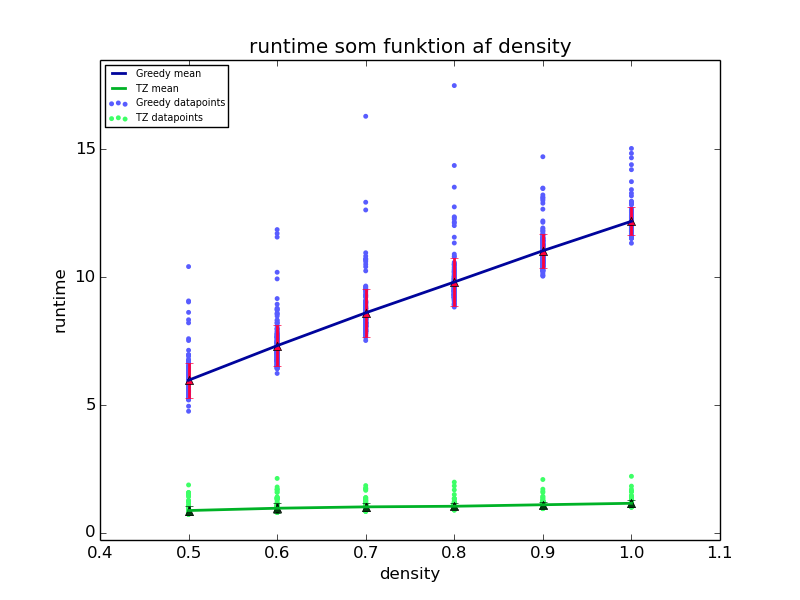 runtime som funktion af density
Greedy mean
TZ mean
Greedy datapoints
TZ datapoints
15
10
5
0
runtime
0.4 0.5 0.6 0.7 0.8 0.9 1.0 1.1
density